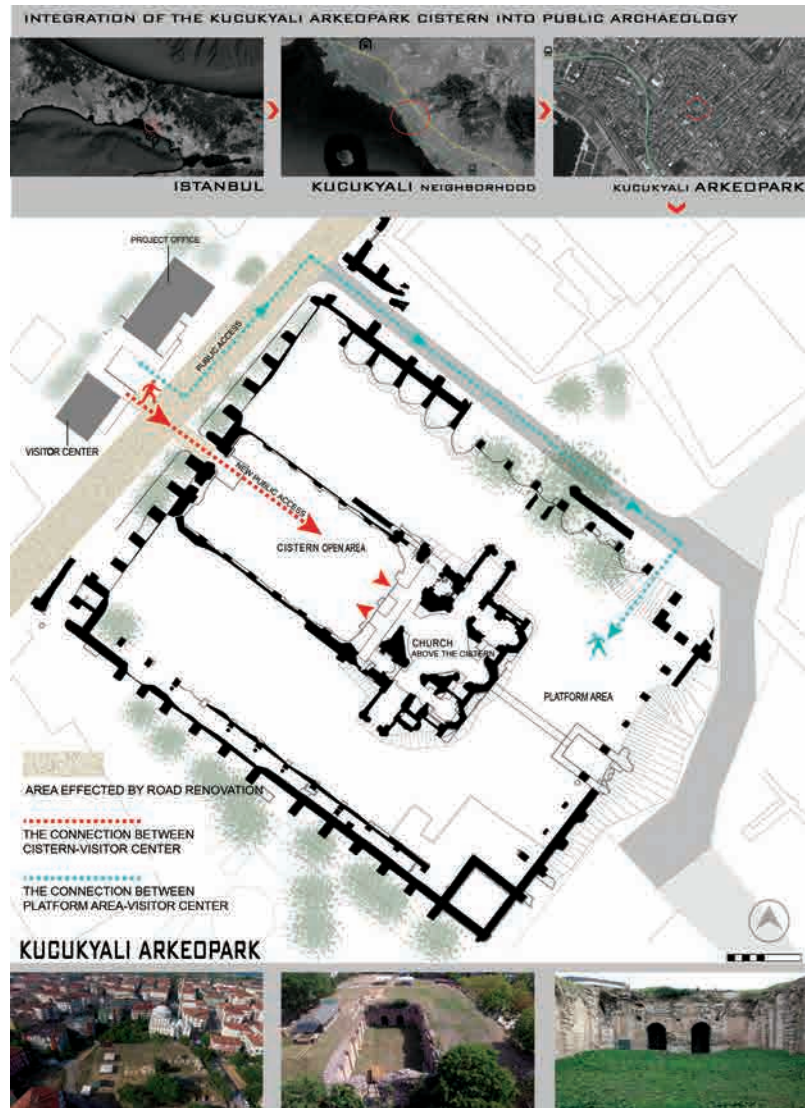 INTEGRATION OF THE KUCUKYALI ARKEOPARK CISTERN INTO PUBLIC ARCHAEOLOGY
ISTANBUL
KUCUKYALI NEIGHBORHOOD
KUCUKYALI ARKEOPARK
PROJECT OFFICE
PUBLIC ACCESS
VISITOR CENTER
NEW PUBLIC ACCESS
CISTERN OPEN AREA
CHURCH
ABOVE THE CISTERN
PLATFORM AREA
AREA EFFECTED BY ROAD RENOVATION
THE CONNECTION BETWEEN
CISTERN-VISITOR CENTER
THE CONNECTION BETWEEN
PLATFORM AREA-VISITOR CENTER
KUCUKYALI ARKEOPARK